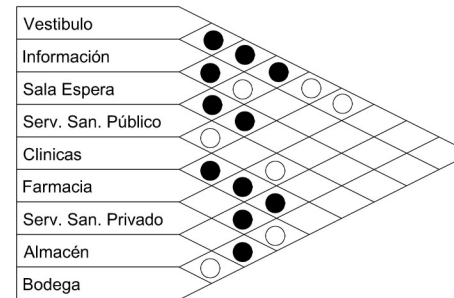 Vestibulo
Información
Sala Espera
Serv. San. Público
Clinicas
Farmacia
Serv. San. Privado
Almacén
Bodega